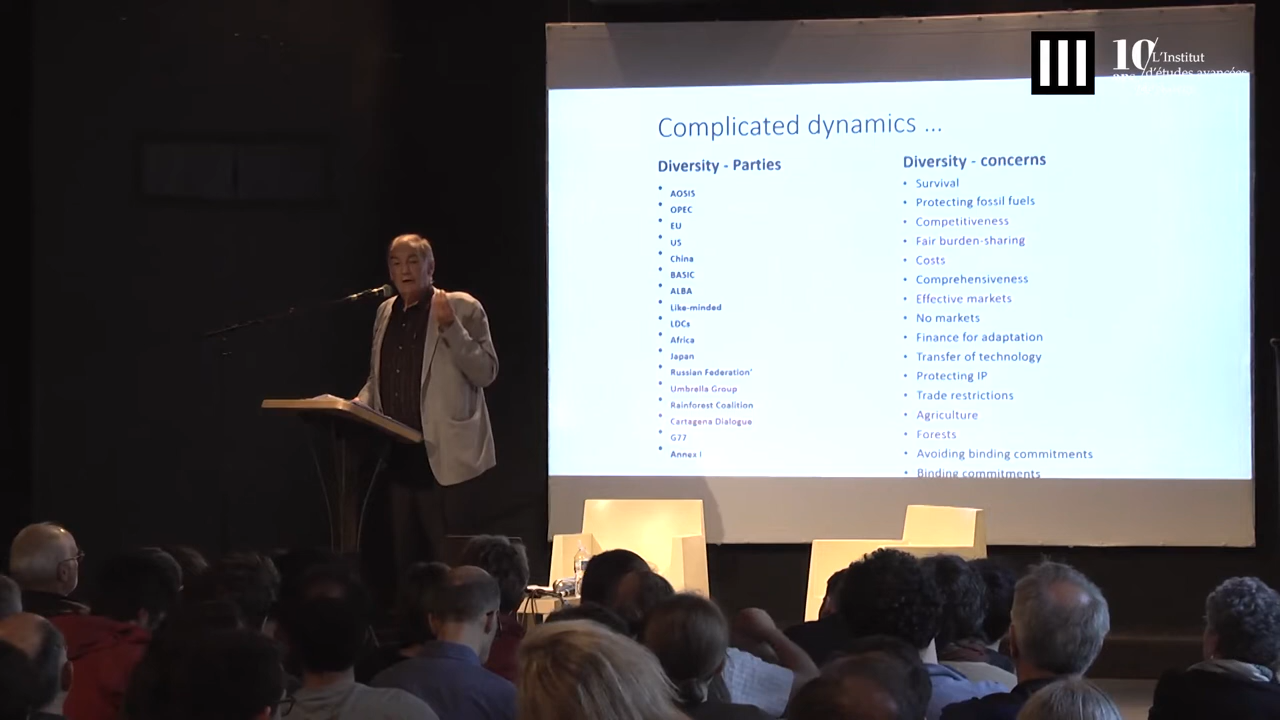 10
L'Institut
ans
d'études avancées
Complicated dynamics ...
Diversity - Parties
• AOSIS
• OPEC
• EU
• US
• China
• BASIC
• ALBA
• Like-minded
• LDCs
• Africa
• Japan
• Russian Federation'
• Umbrella Group
• Rainforest Coalition
• Cartagena Dialogue
• G77
• Annex I
Diversity - concerns
• Survival
• Protecting fossil fuels
• Competitiveness
• Fair burden-sharing
• Costs
• Comprehensiveness
• Effective markets
• No markets
• Finance for adaptation
• Transfer of technology
• Protecting IP
• Trade restrictions
• Agriculture
• Forests
• Avoiding binding commitments
• Binding commitments